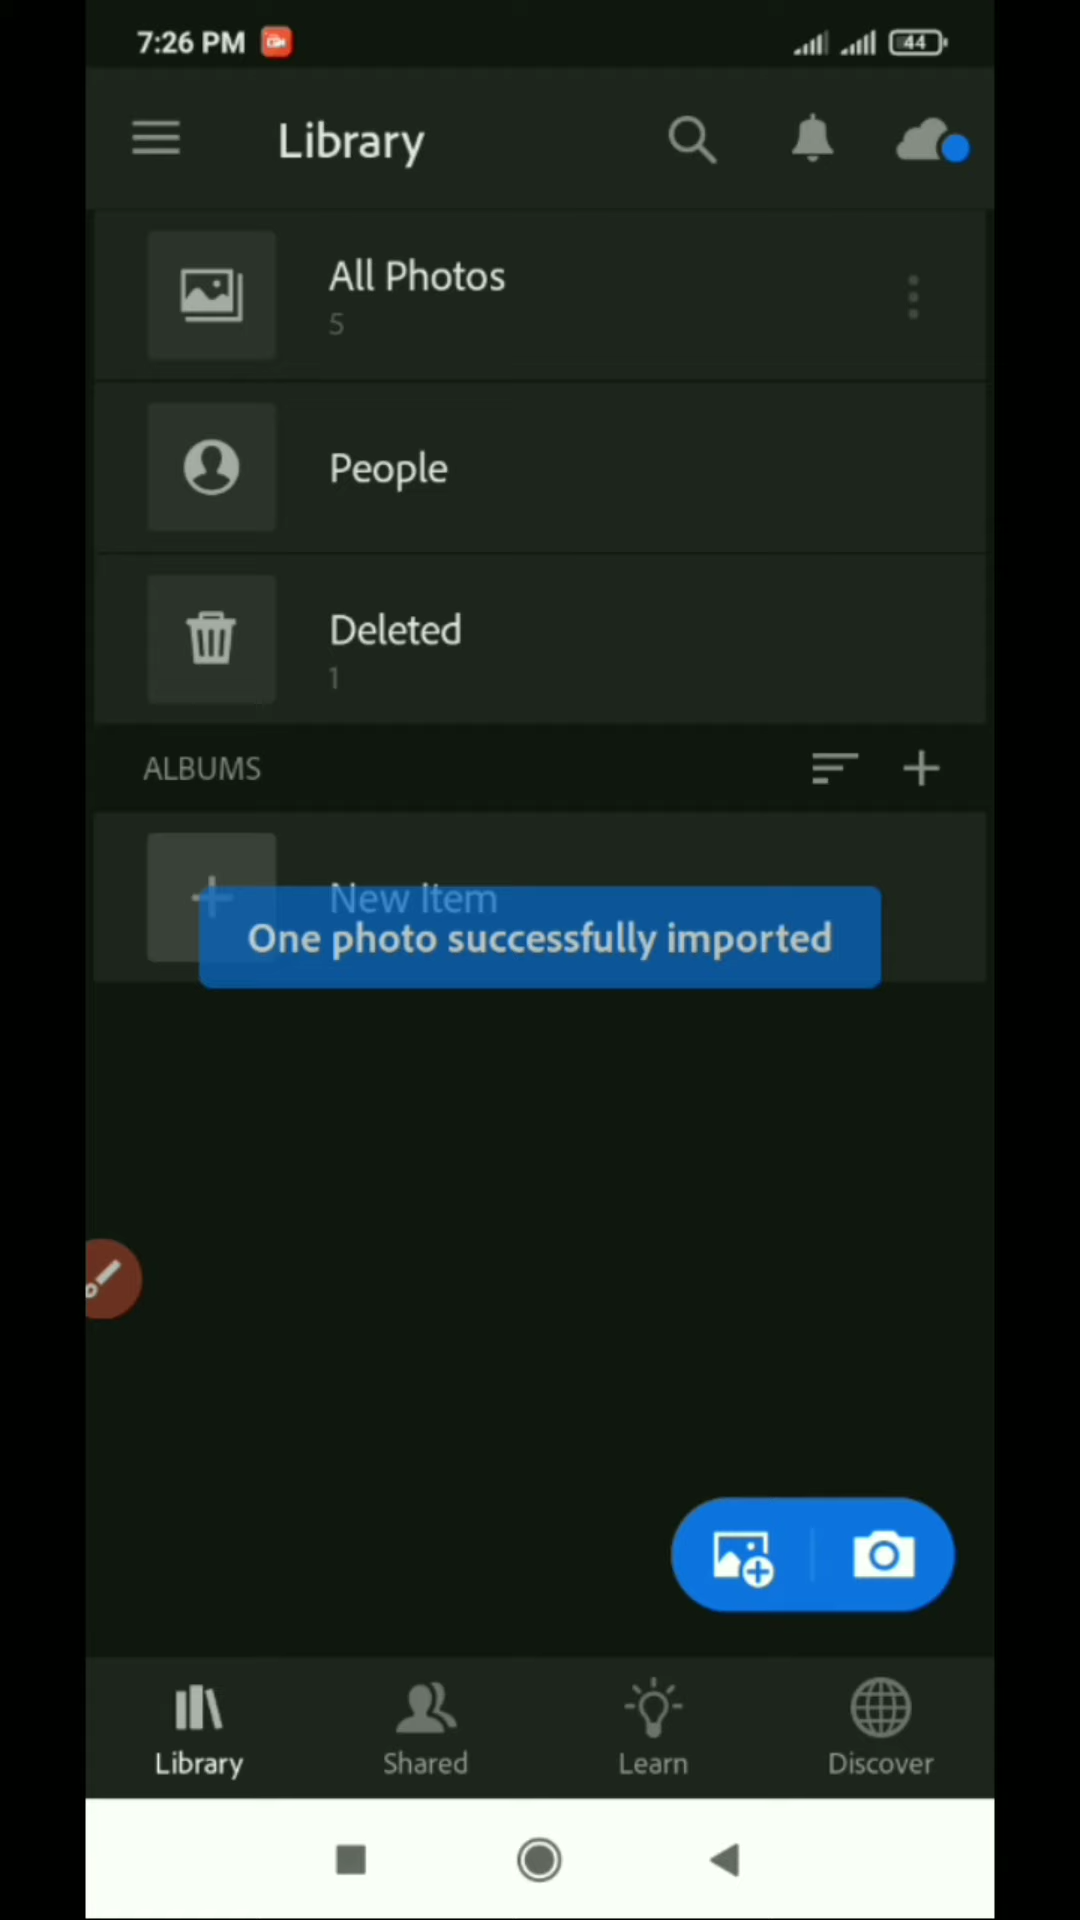 7:26 PM
44
Library
All Photos
5
People
Deleted
1
ALBUMS
New Item
One photo successfully imported
Library
Shared
Learn
Discover